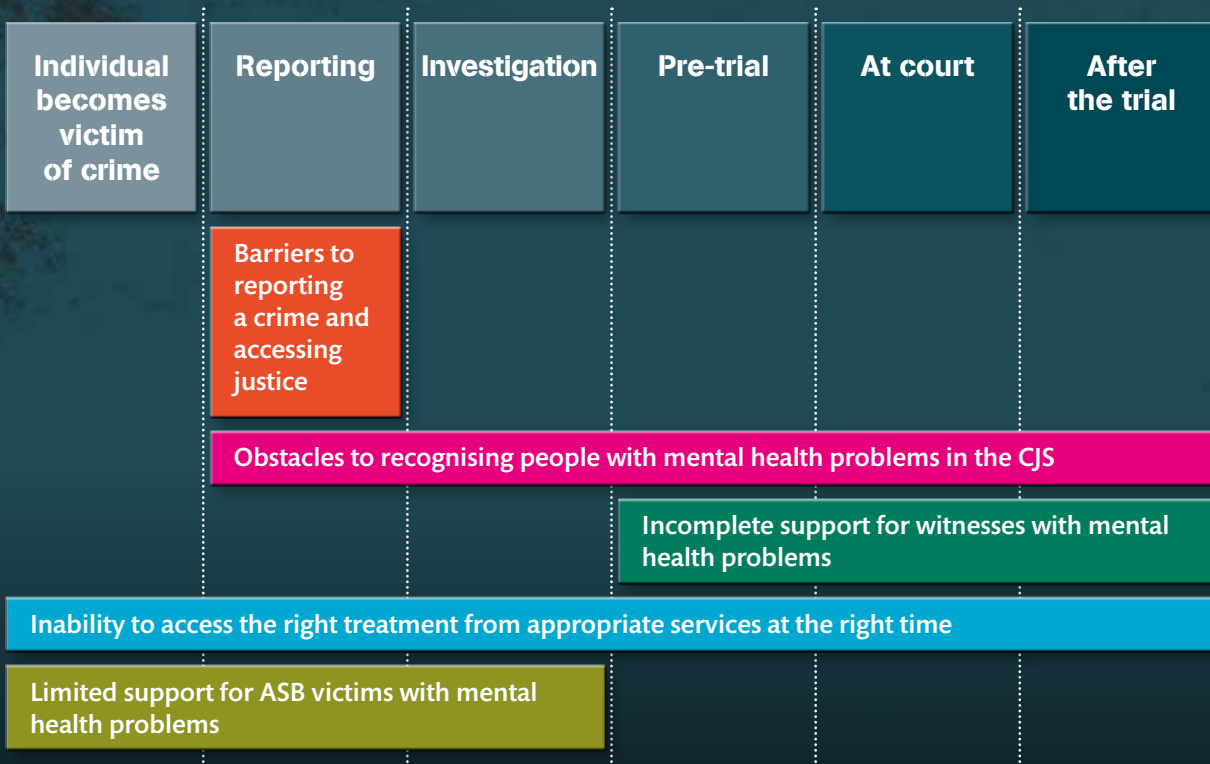 Individual
becomes
victim
of crime
Reporting
Investigation
Pre-trial
At court
After
the trial
Barriers to
reporting
a crime and
accessing
justice
Obstacles to recognising people with mental health problems in the CJS
Incomplete support for witnesses with mental
health problems
Inability to access the right treatment from appropriate services at the right time
Limited support for ASB victims with mental
health problems